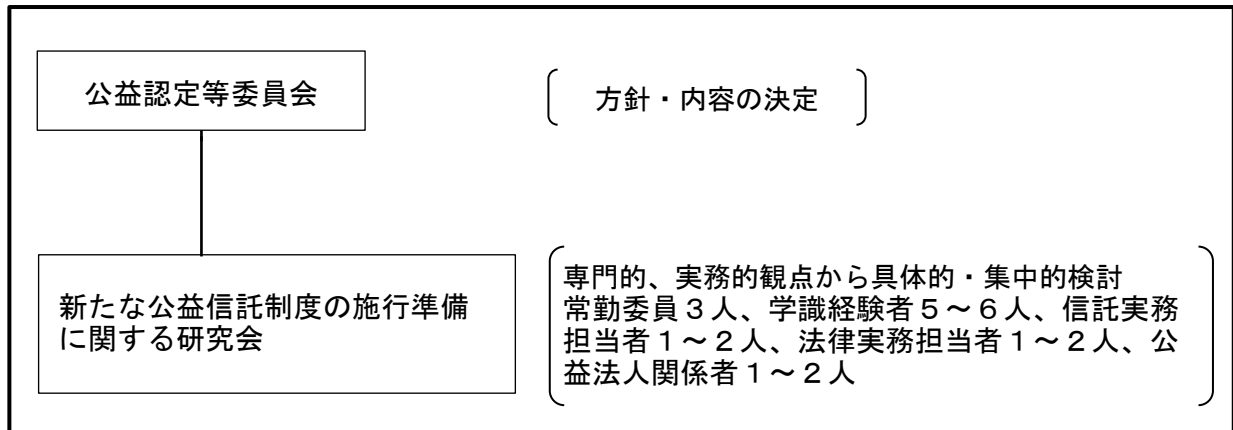 公益認定等委員会
方針・内容の決定
新たな公益信託制度の施行準備
に関する研究会
専門的、実務的観点から具体的・集中的検討
常勤委員３人、学識経験者５～６人、信託実務
担当者１～２人、法律実務担当者１～２人、公
益法人関係者１～２人